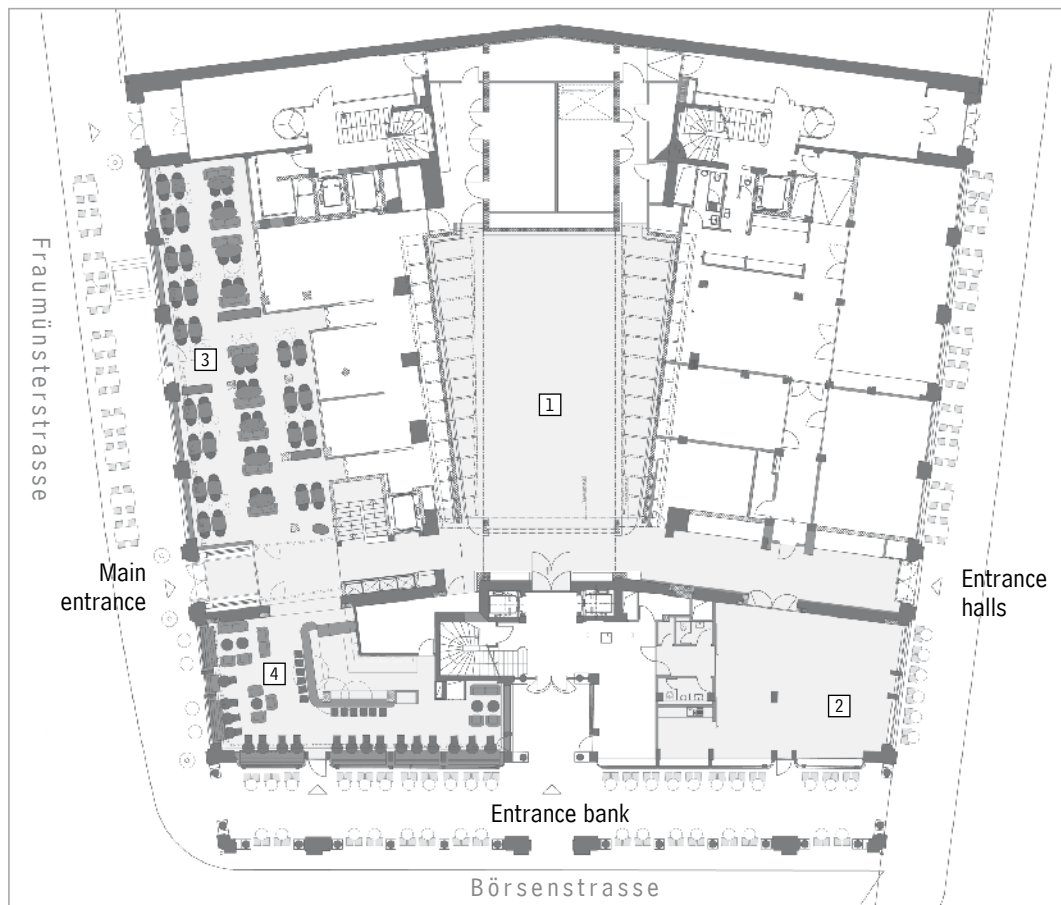 Fraumünsterstrasse
3
1
Main
entrance
Entrance
halls
4
2
Entrance bank
Börsenstrasse